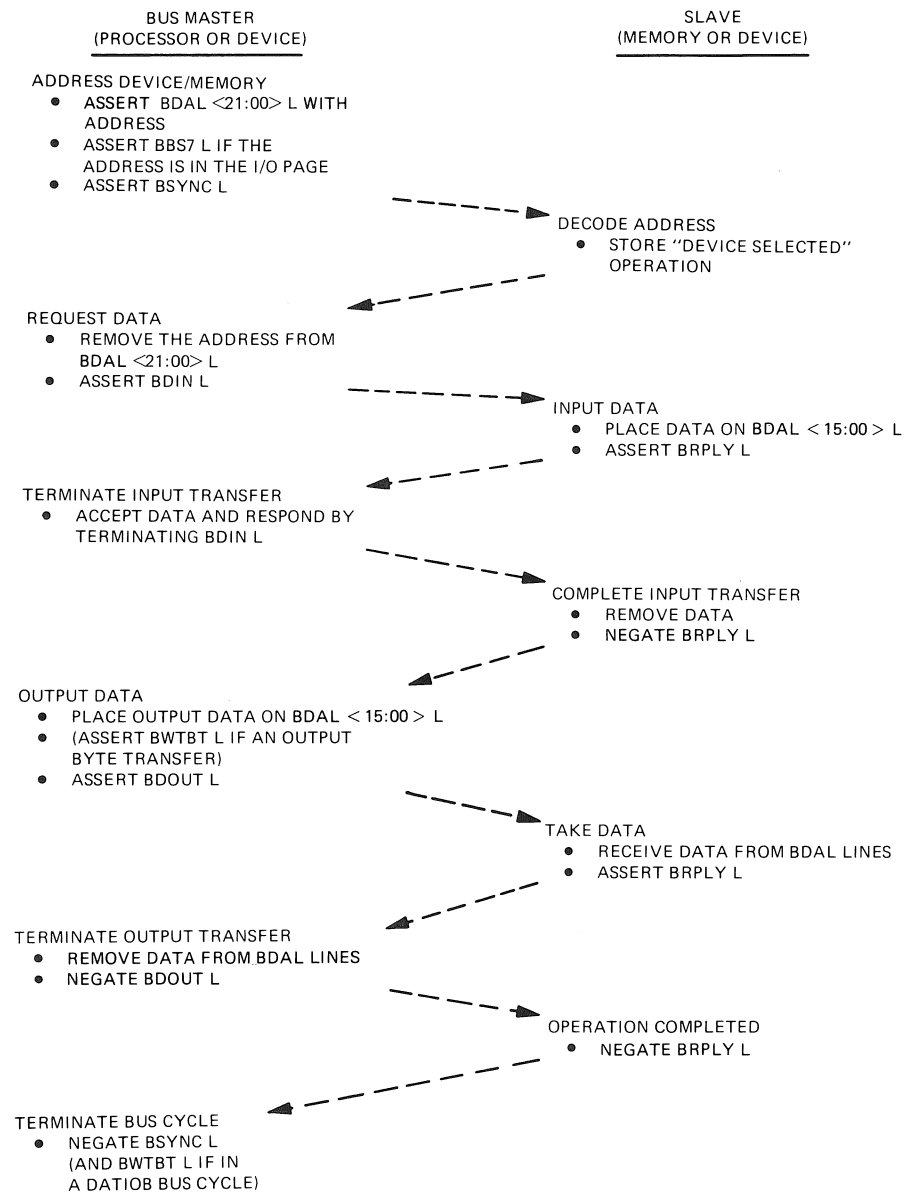 BUS MASTER
(PROCESSOR OR DEVICE)
SLAVE
(MEMORY OR DEVICE)
ADDRESS DEVICE/MEMORY
● ASSERT BDAL <21:00> L WITH
ADDRESS
● ASSERT BBS7 L IF THE
ADDRESS IS IN THE I/O PAGE
● ASSERT BSYNC L
DECODE ADDRESS
● STORE "DEVICE SELECTED"
OPERATION
REQUEST DATA
● REMOVE THE ADDRESS FROM
BDAL <21:00> L
● ASSERT BDIN L
INPUT DATA
● PLACE DATA ON BDAL < 15:00 > L
● ASSERT BRPLY L
TERMINATE INPUT TRANSFER
● ACCEPT DATA AND RESPOND BY
TERMINATING BDIN L
COMPLETE INPUT TRANSFER
● REMOVE DATA
● NEGATE BRPLY L
OUTPUT DATA
● PLACE OUTPUT DATA ON BDAL < 15:00 > L
● (ASSERT BWTBT L IF AN OUTPUT
BYTE TRANSFER)
● ASSERT BDOUT L
TAKE DATA
● RECEIVE DATA FROM BDAL LINES
● ASSERT BRPLY L
TERMINATE OUTPUT TRANSFER
● REMOVE DATA FROM BDAL LINES
● NEGATE BDOUT L
OPERATION COMPLETED
● NEGATE BRPLY L
TERMINATE BUS CYCLE
● NEGATE BSYNC L
(AND BWTBT L IF IN
A DATIOB BUS CYCLE)